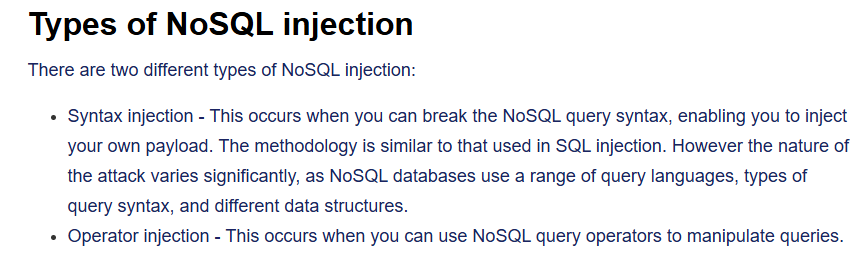 Types of NoSQL injection
There are two different types of NoSQL injection:
• Syntax injection - This occurs when you can break the NoSQL query syntax, enabling you to inject
your own payload. The methodology is similar to that used in SQL injection. However the nature of
the attack varies significantly, as NoSQL databases use a range of query languages, types of
query syntax, and different data structures.
• Operator injection - This occurs when you can use NoSQL query operators to manipulate queries.